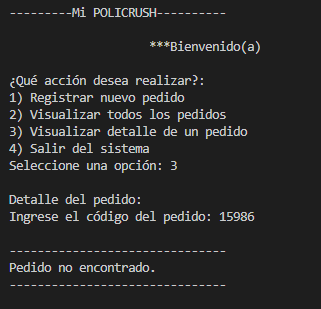 ---------Mi POLICRUSH----------
***Bienvenido(a)
¿Qué acción desea realizar?:
1) Registrar nuevo pedido
2) Visualizar todos los pedidos
3) Visualizar detalle de un pedido
4) Salir del sistema
Seleccione una opción: 3
Detalle del pedido:
Ingrese el código del pedido: 15986
-------------------------------
Pedido no encontrado.
-------------------------------